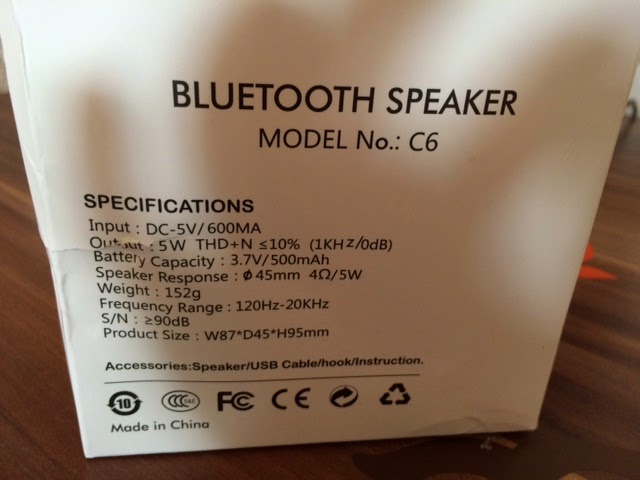 BLUETOOTH SPEAKER
MODEL No.: C6
SPECIFICATIONS
Input : DC-5V/600MA
Output : 5W THD+N ≤10% (1KHz/0dB)
Battery Capacity : 3.7V/500mAh
Speaker Response : ϕ45mm 4Ω/5W
Weight : 152g
Frequency Range : 120Hz-20KHz
S/N : ≥90dB
Product Size : W87*D45*H95mm
Accessories:Speaker/USB Cable/hook/Instruction.
10 CCC S&E FC CE
Made in China